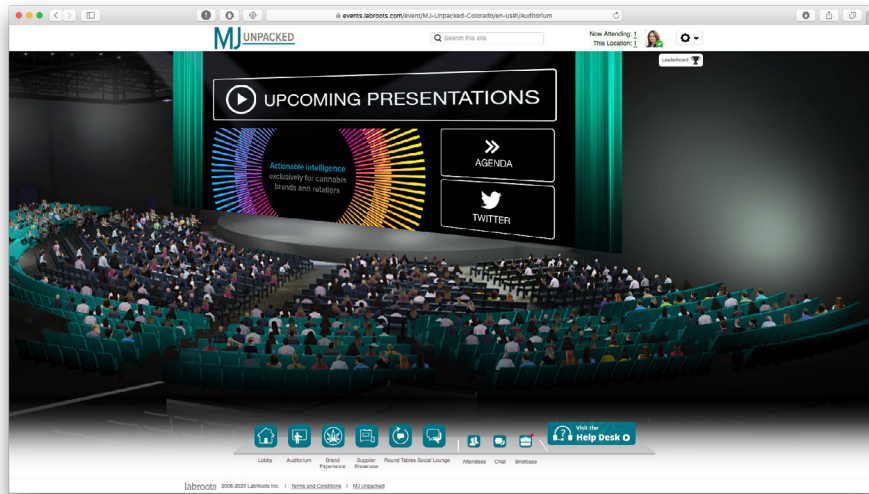 events.labroots.com/event/MJ-Unpacked-Colorado/en-us#!/Auditorium
MJ UNPACKED
Search this site
Now Attending: 1
This Location: 1
Leaderboard
UPCOMING PRESENTATIONS
Actionable intelligence
exclusively for cannabis
brands and retailers
AGENDA
TWITTER
Visit the
Help Desk
Lobby
Auditorium
Brand
Experience
Supplier
Showcase
Round Tables
Social Lounge
Attendees
Chat
Briefcase
labroots 2008-2020 LabRoots Inc. | Terms and Conditions | MJ Unpacked